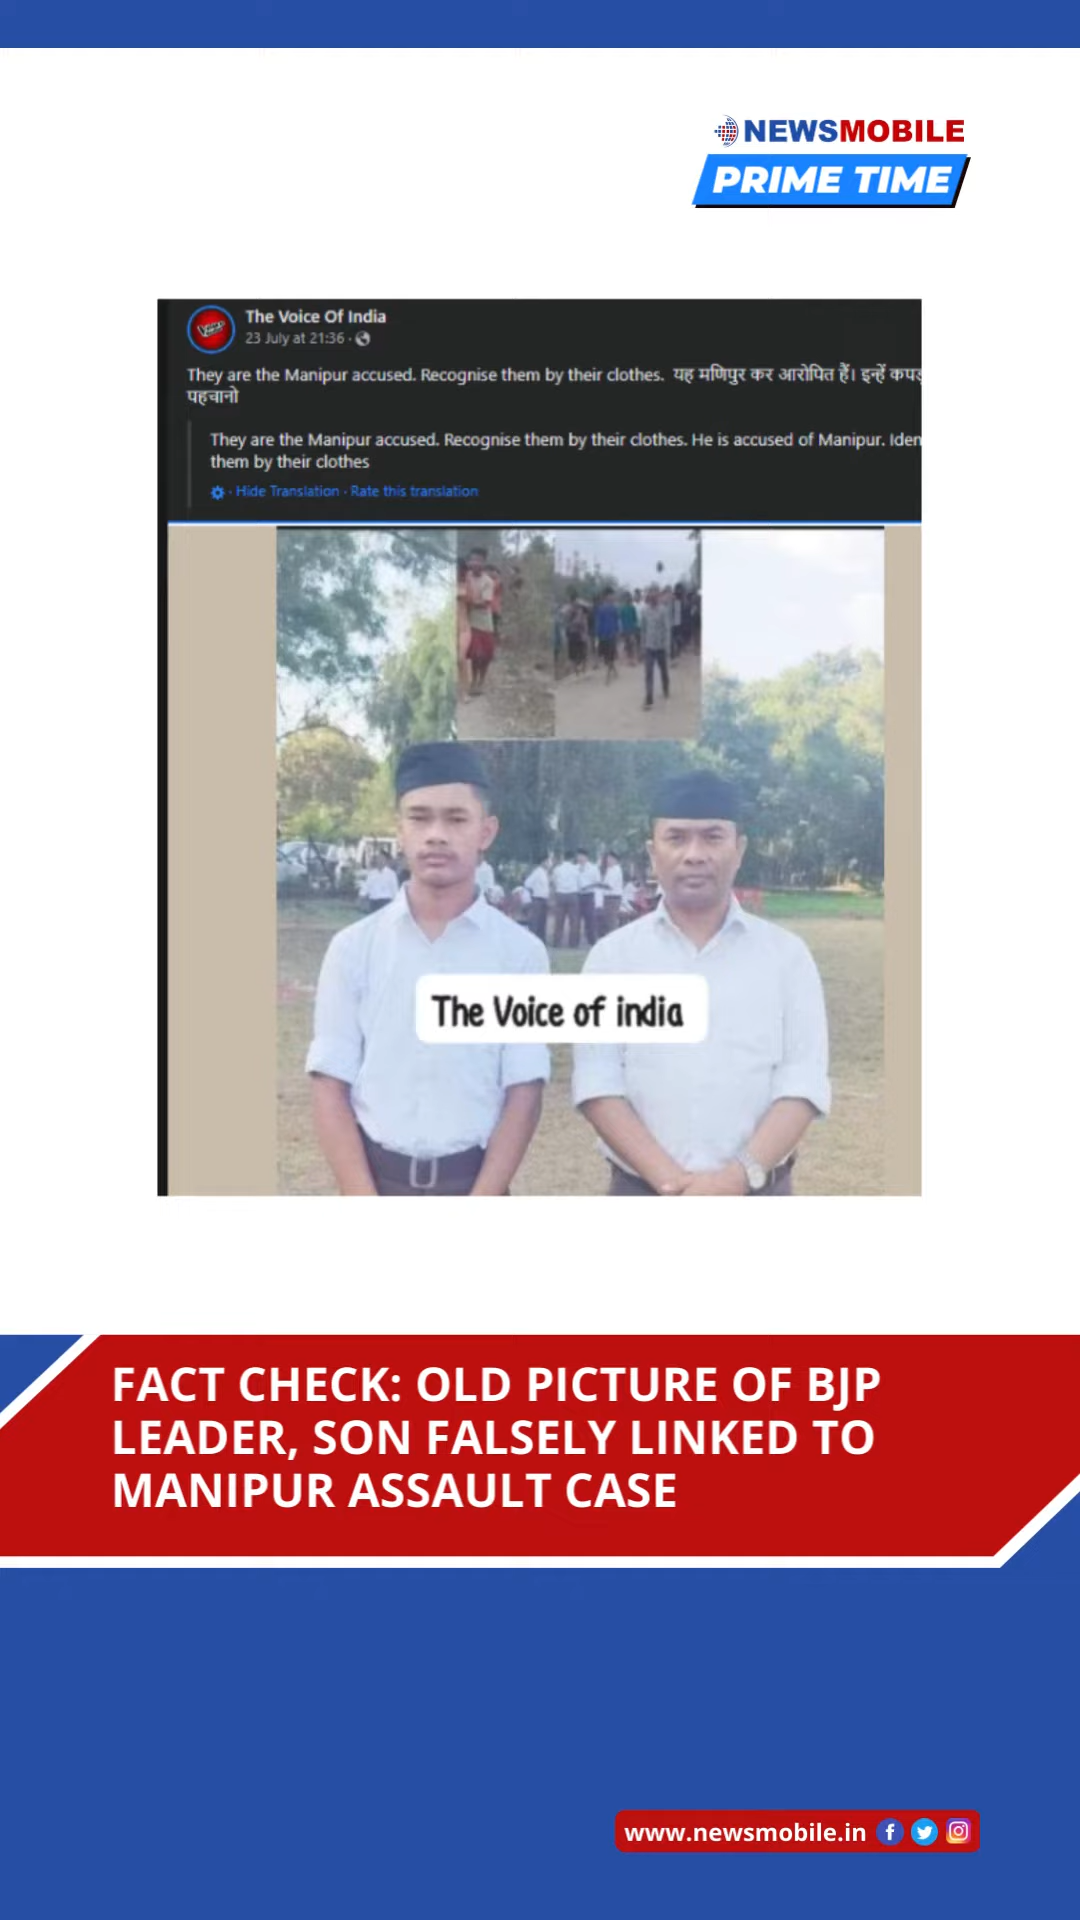 NEWSMOBILE
PRIME TIME
The Voice Of India
23 July at 21:36 ·
They are the Manipur accused. Recognise them by their clothes. यह मणिपुर कर आरोपित हैं। इन्हें
पहचानो
They are the Manipur accused. Recognise them by their clothes. He is accused of Manipur.
them by their clothes
· Hide Translation · Rate this translation
The Voice of india
FACT CHECK: OLD PICTURE OF BJP
LEADER, SON FALSELY LINKED TO
MANIPUR ASSAULT CASE
www.newsmobile.in